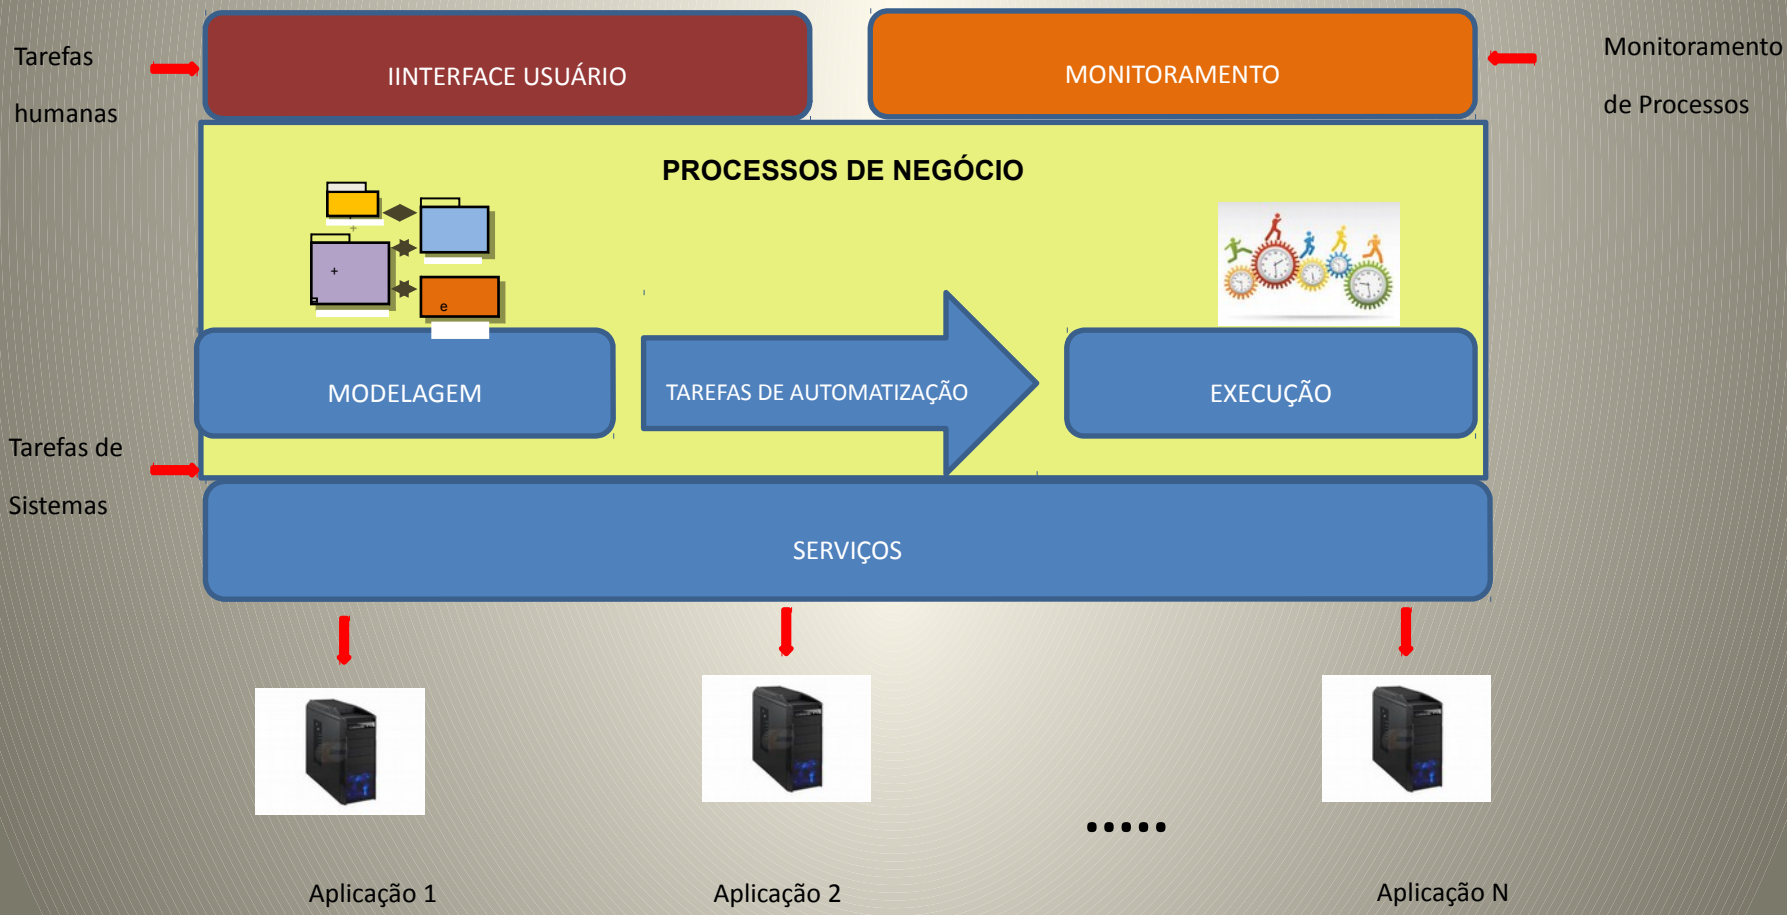 Tarefas
humanas
IINTERFACE USUÁRIO
MONITORAMENTO
Monitoramento
de Processos
PROCESSOS DE NEGÓCIO
+
+
e
MODELAGEM
TAREFAS DE AUTOMATIZAÇÃO
EXECUÇÃO
Tarefas de
Sistemas
SERVIÇOS
.....
Aplicação 1
Aplicação 2
Aplicação N